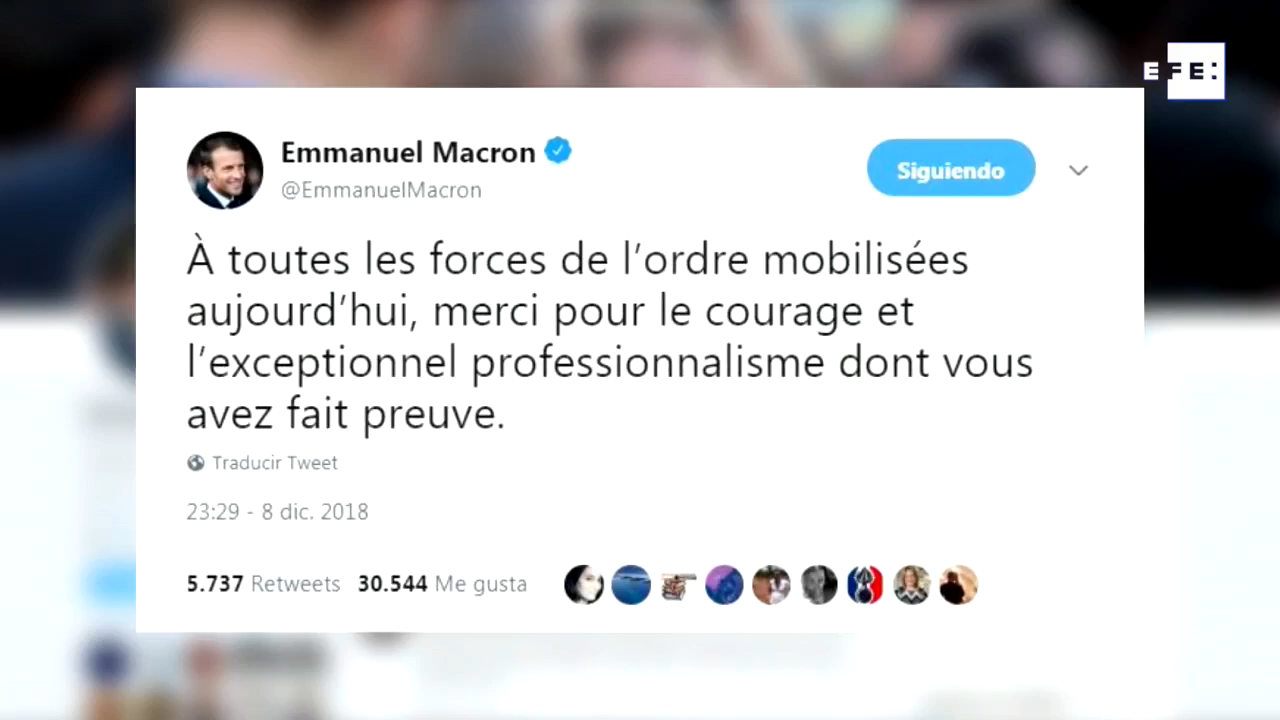 EFE:
Emmanuel Macron
@EmmanuelMacron
Siguiendo
À toutes les forces de l’ordre mobilisées
aujourd’hui, merci pour le courage et
l’exceptionnel professionnalisme dont vous
avez fait preuve.
Traducir Tweet
23:29 - 8 dic. 2018
5.737 Retweets 30.544 Me gusta